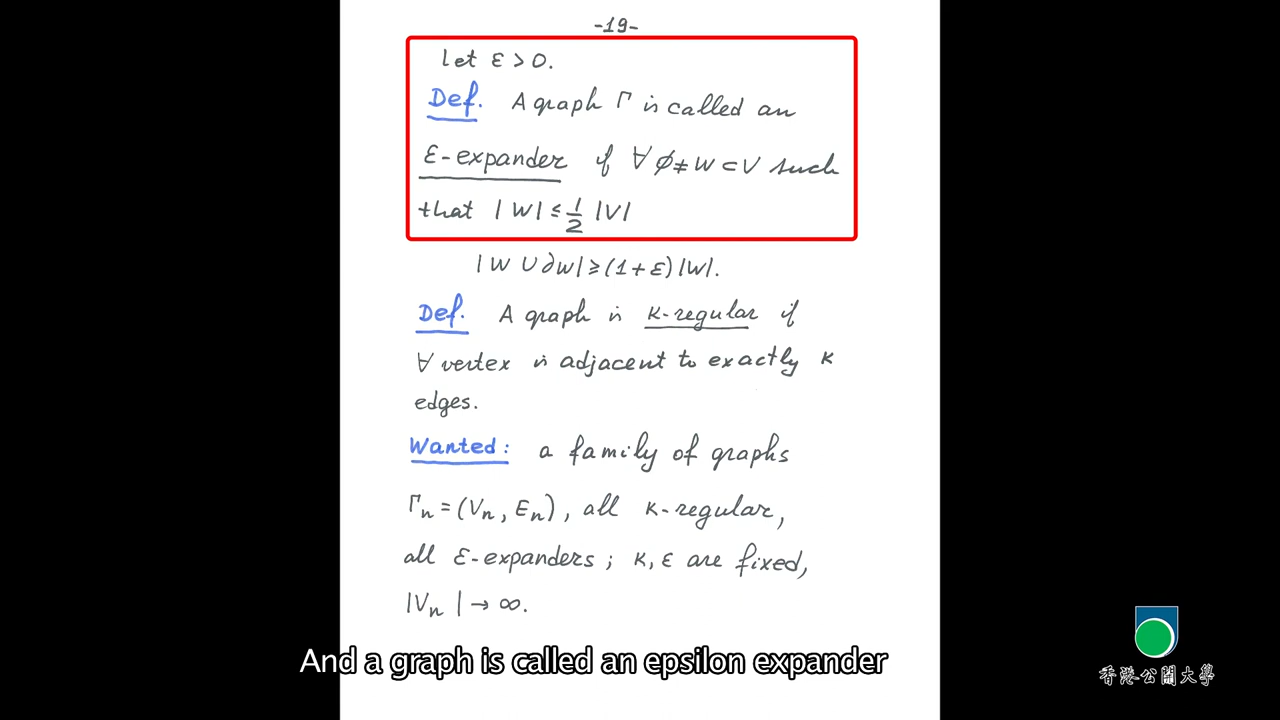 -19-
Let ε > 0.
Def. A graph Γ is called an
ε-expander if ∀ ∅ ≠ W ⊂ V such
that |W| ≤ 1/2 |V|
|W ∪ ∂W| ≥ (1+ε)|W|.
Def. A graph is k-regular if
∀ vertex is adjacent to exactly k
edges.
Wanted: a family of graphs
Γn = (Vn, En), all k-regular,
all ε-expanders; k, ε are fixed,
|Vn| → ∞.
And a graph is called an epsilon expander
香港公開大學